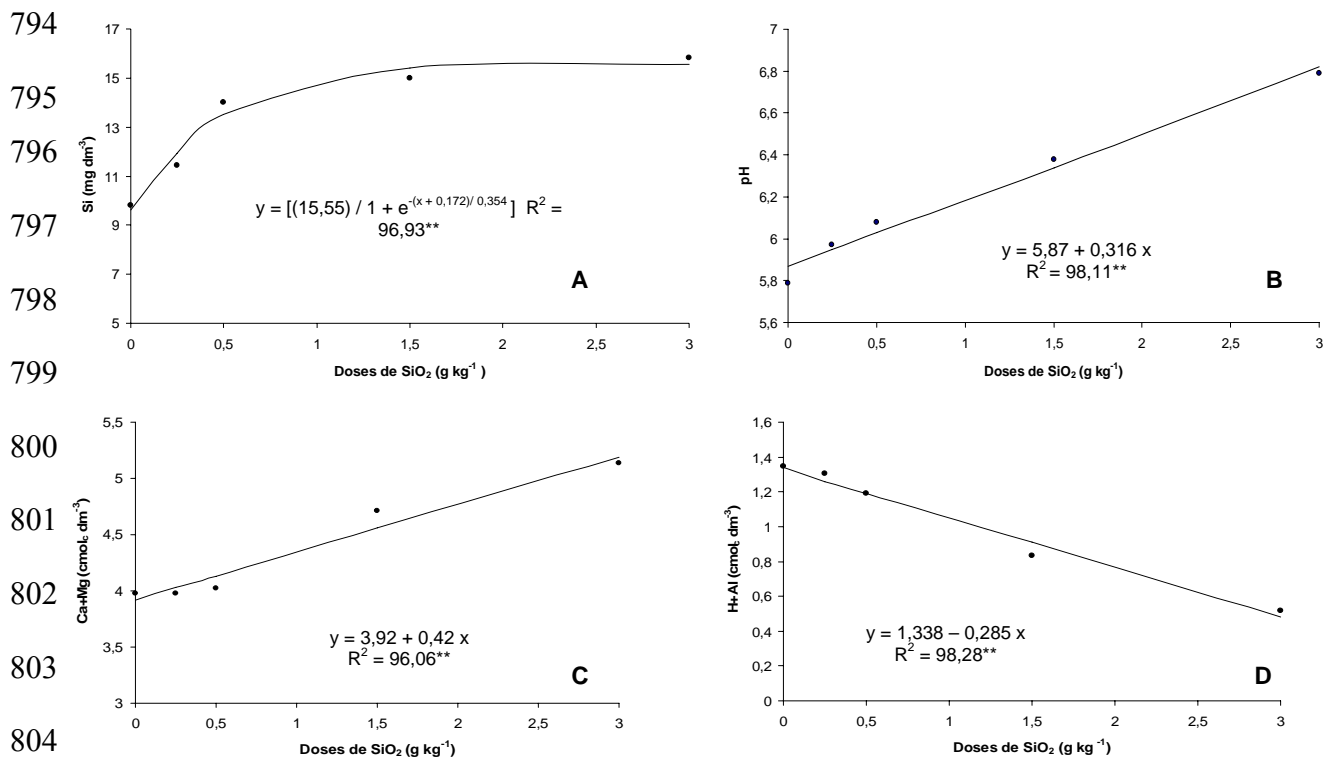 794
795
796
797
798
799
800
801
802
803
804
17
15
13
11
9
7
5
Si (mg dm-3)
y = [(15,55) / 1 + e-(x + 0,172)/ 0,354 ] R2 =
96,93**
A
0 0,5 1 1,5 2 2,5 3
Doses de SiO2 (g kg-1 )
7
6,8
6,6
6,4
6,2
6
5,8
5,6
pH
y = 5,87 + 0,316 x
R2 = 98,11**
B
0 0,5 1 1,5 2 2,5 3
Doses de SiO2 (g kg-1)
5,5
5
4,5
4
3,5
3
Ca+Mg (cmolc dm-3)
y = 3,92 + 0,42 x
R2 = 96,06**
C
0 0,5 1 1,5 2 2,5 3
Doses de SiO2 (g kg-1)
1,6
1,4
1,2
1
0,8
0,6
0,4
0,2
0
H+Al (cmolc dm-3)
y = 1,338 – 0,285 x
R2 = 98,28**
D
0 0,5 1 1,5 2 2,5 3
Doses de SiO2 (g kg -1)